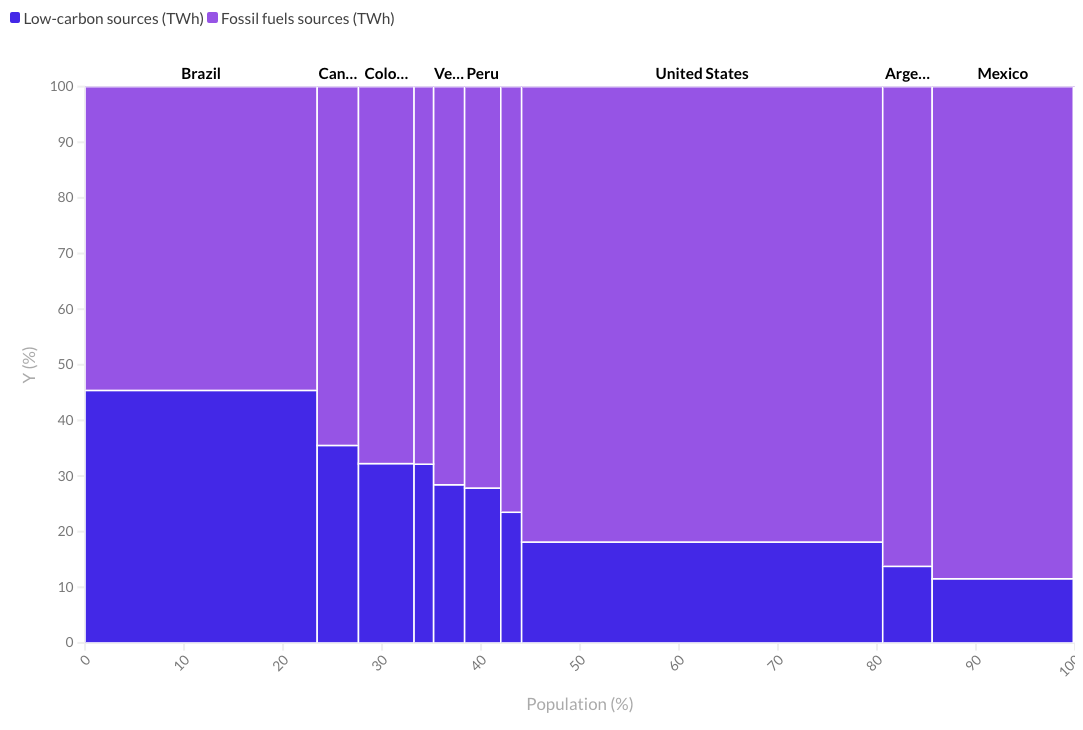 Low-carbon sources (TWh) Fossil fuels sources (TWh)
Brazil Can... Colo... Ve... Peru United States Arge... Mexico
100
90
80
70
60
50
40
30
20
10
0
Y (%)
0 10 20 30 40 50 60 70 80 90 100
Population (%)